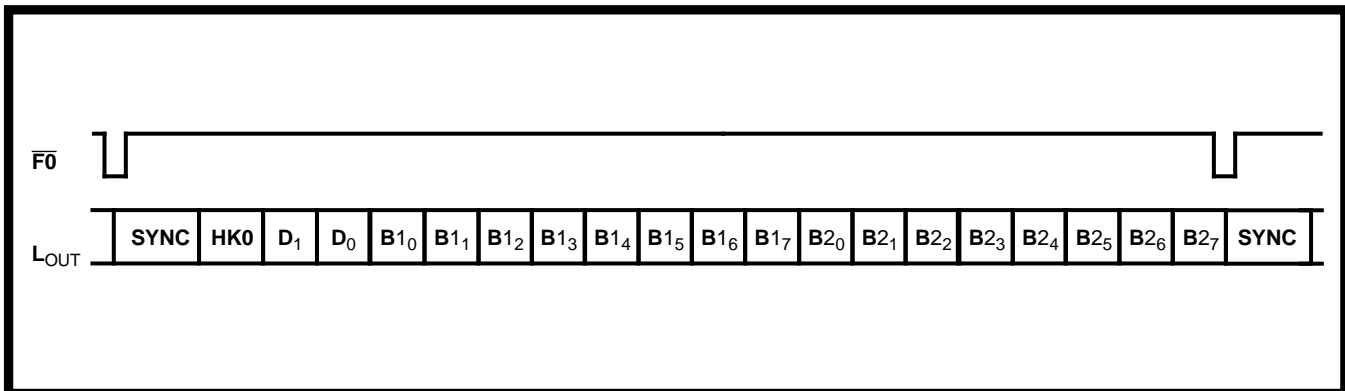 F0
L_OUT SYNC HK0 D₁ D₀ B1₀ B1₁ B1₂ B1₃ B1₄ B1₅ B1₆ B1₇ B2₀ B2₁ B2₂ B2₃ B2₄ B2₅ B2₆ B2₇ SYNC